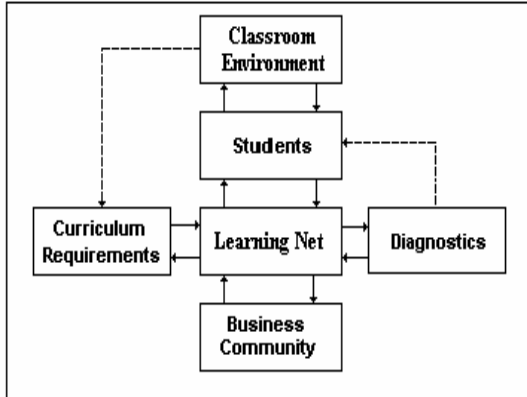 Classroom
Environment
Students
Curriculum
Requirements
Learning Net
Diagnostics
Business
Community